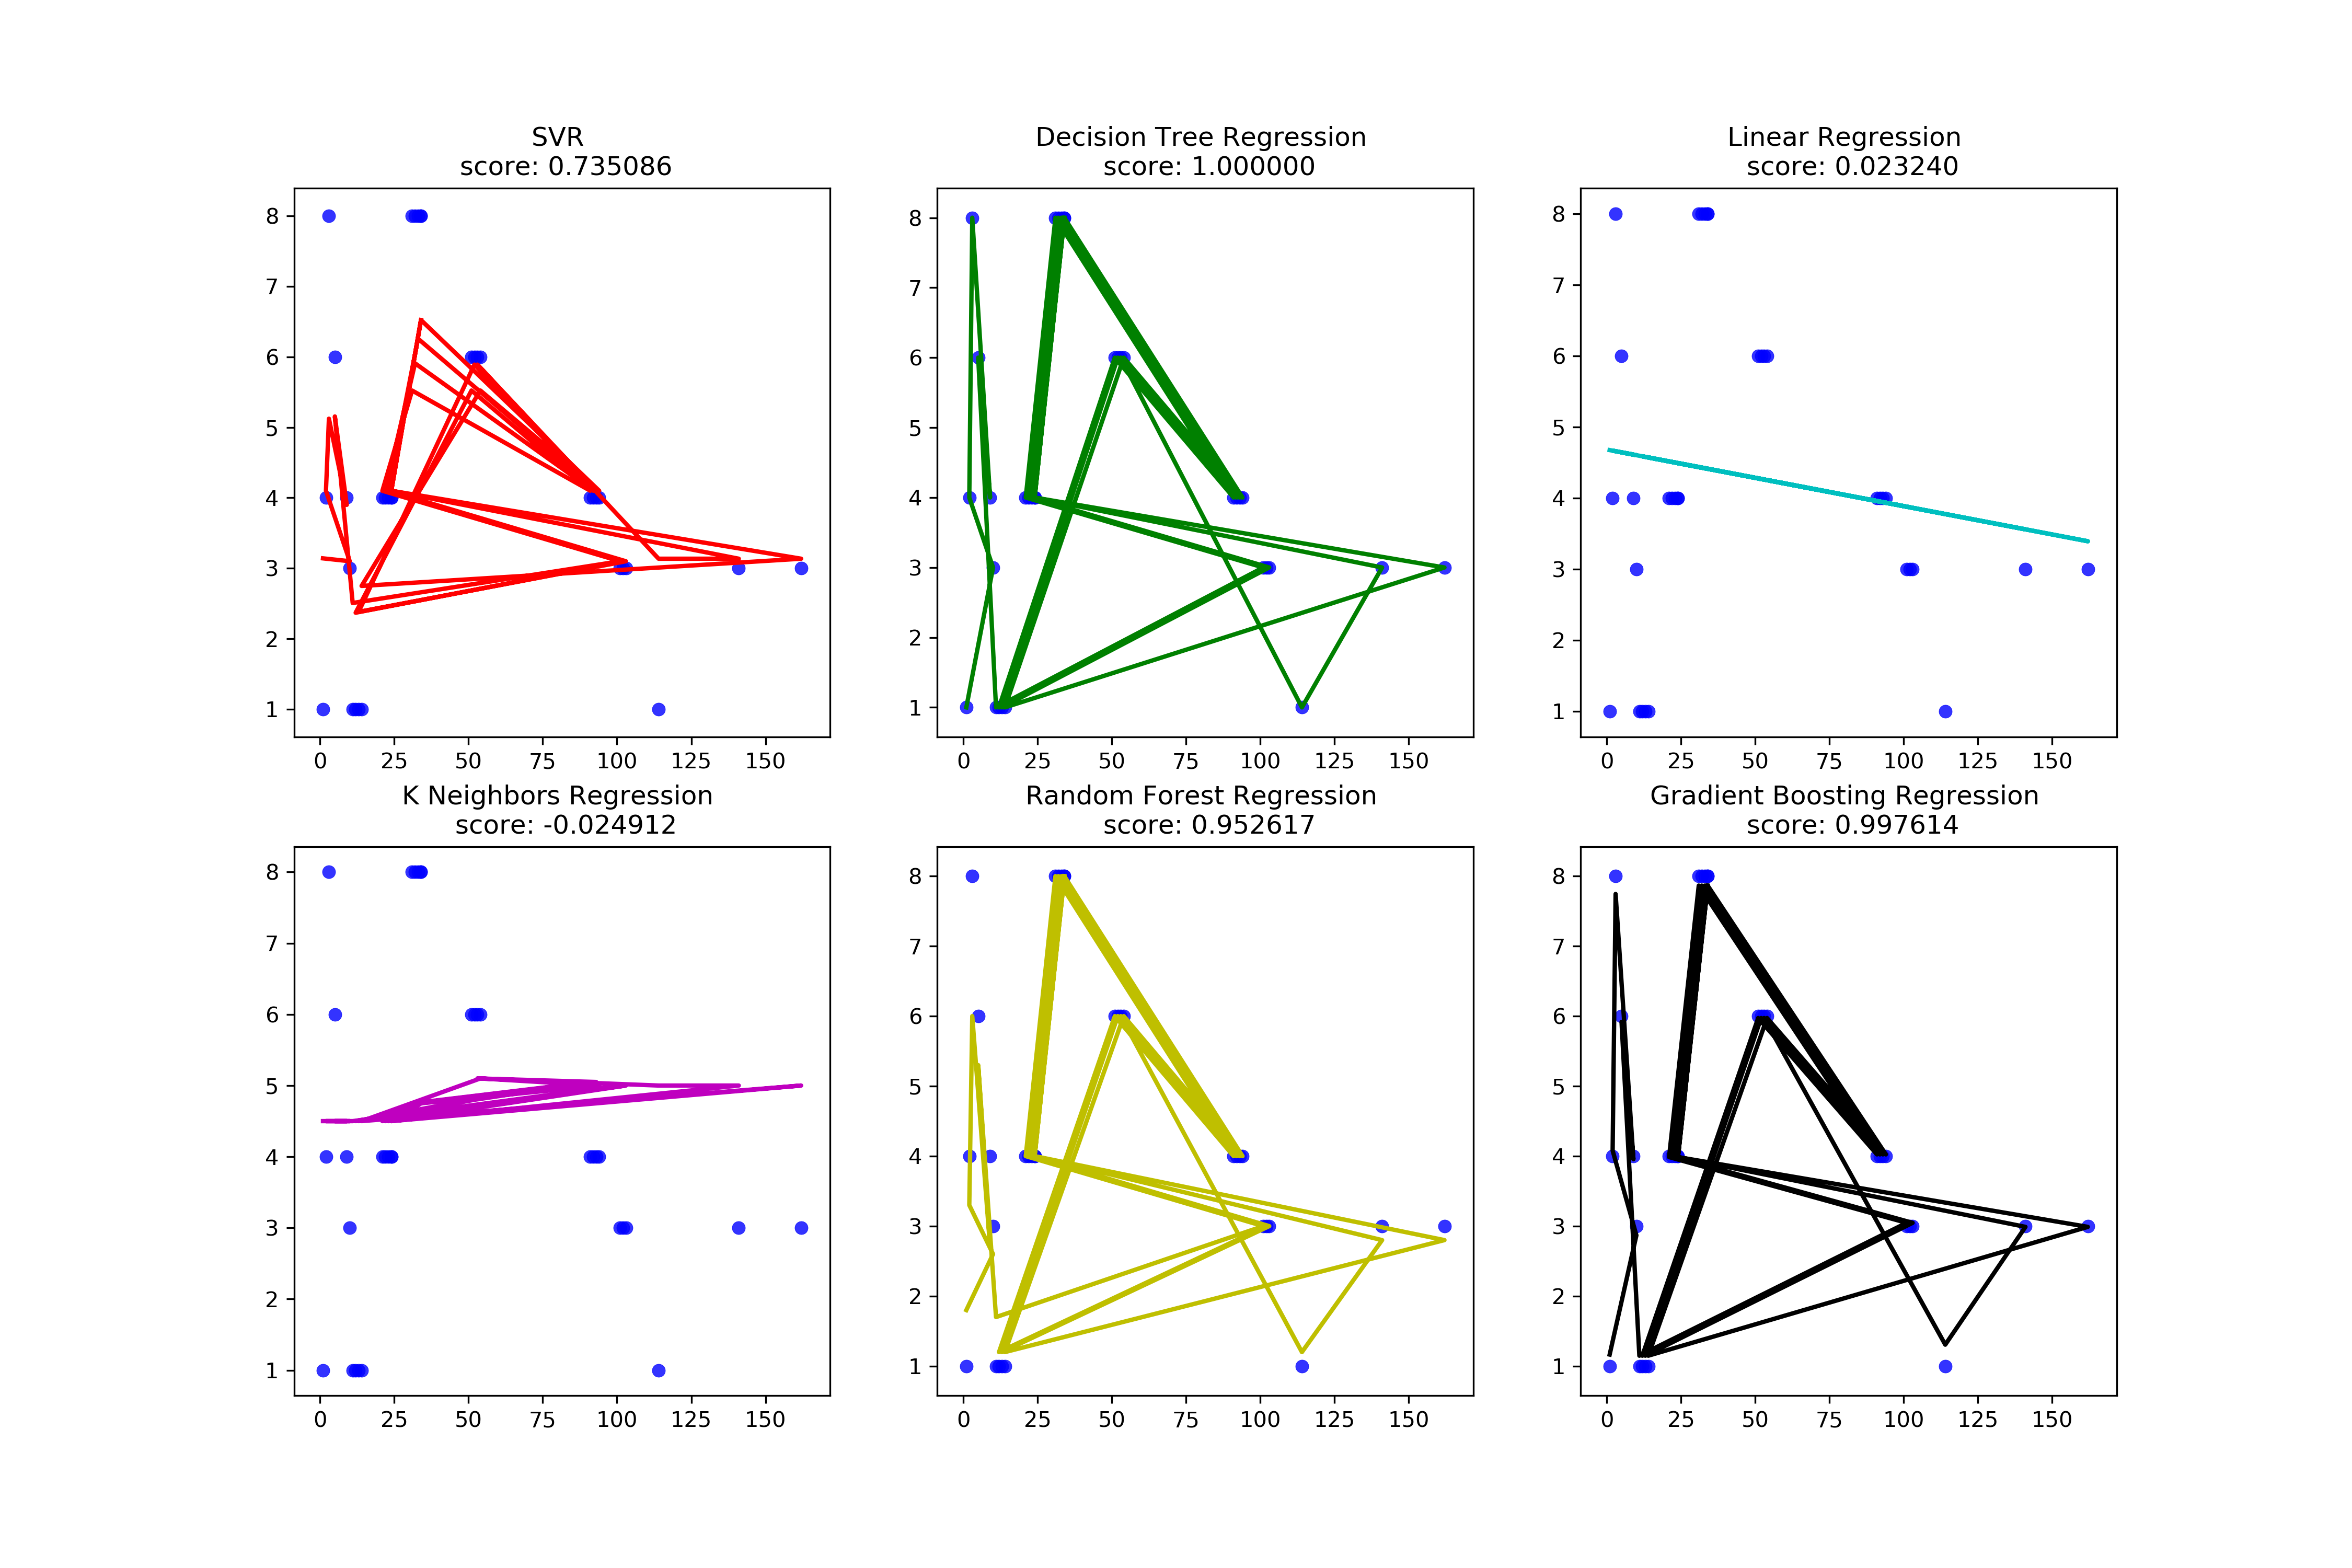 SVR
score: 0.735086
8
7
6
5
4
3
2
1
0 25 50 75 100 125 150
Decision Tree Regression
score: 1.000000
8
7
6
5
4
3
2
1
0 25 50 75 100 125 150
Linear Regression
score: 0.023240
8
7
6
5
4
3
2
1
0 25 50 75 100 125 150
K Neighbors Regression
score: -0.024912
8
7
6
5
4
3
2
1
0 25 50 75 100 125 150
Random Forest Regression
score: 0.952617
8
7
6
5
4
3
2
1
0 25 50 75 100 125 150
Gradient Boosting Regression
score: 0.997614
8
7
6
5
4
3
2
1
0 25 50 75 100 125 150